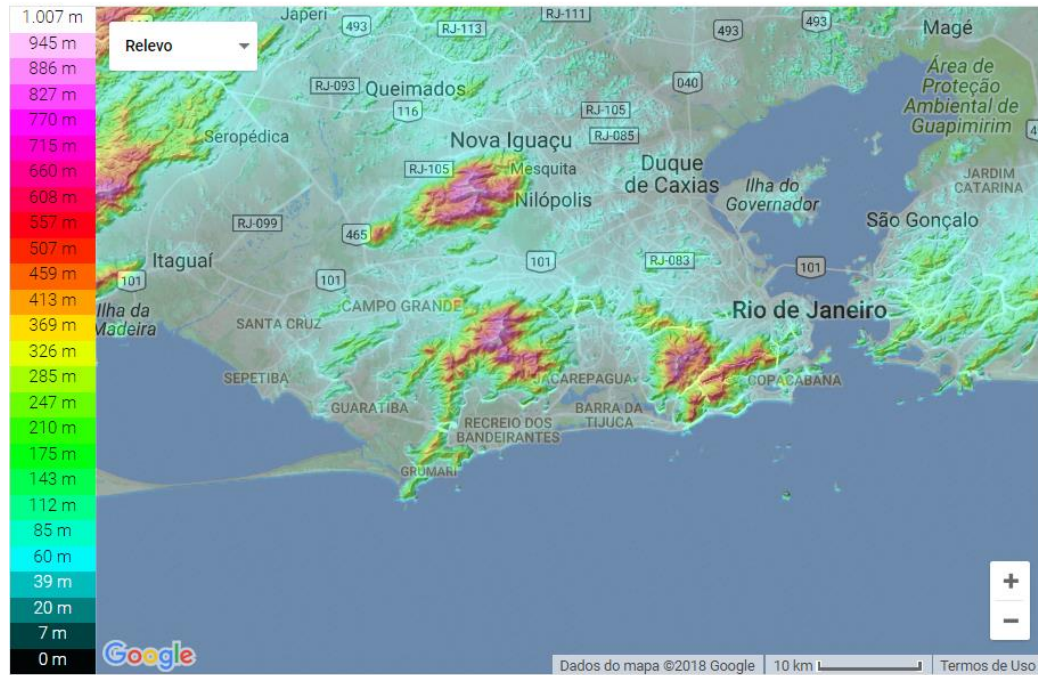 1.007 m
945 m
886 m
827 m
770 m
715 m
660 m
608 m
557 m
507 m
459 m
413 m
369 m
326 m
285 m
247 m
210 m
175 m
143 m
112 m
85 m
60 m
39 m
20 m
7 m
0 m
Relevo
Japeri
493
RJ-113
RJ-111
493
493
Magé
RJ-093
Queimados
116
040
Área de
Proteção
Ambiental de
Guapimirim
Seropédica
RJ-105
RJ-085
Nova Iguaçu
RJ-105
Mesquita
Nilópolis
Duque
de Caxias
Ilha do
Governador
JARDIM
CATARINA
São Gonçalo
RJ-099
465
Itaguaí
101
101
101
RJ-083
101
Ilha da
Madeira
CAMPO GRANDE
SANTA CRUZ
Rio de Janeiro
SEPETIBA
GUARATIBA
JACAREPAGUA
COPACABANA
RECREIO DOS
BANDEIRANTES
BARRA DA
TIJUCA
GRUMARI
+
−
Google
Dados do mapa ©2018 Google
10 km
Termos de Uso